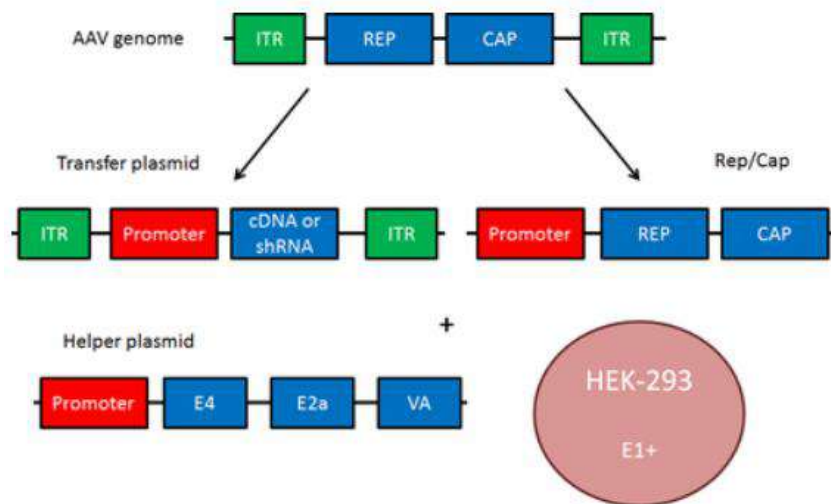 AAV genome
ITR REP CAP ITR
Transfer plasmid Rep/Cap
ITR Promoter cDNA or shRNA ITR Promoter REP CAP
+
Helper plasmid
HEK-293
Promoter E4 E2a VA
E1+